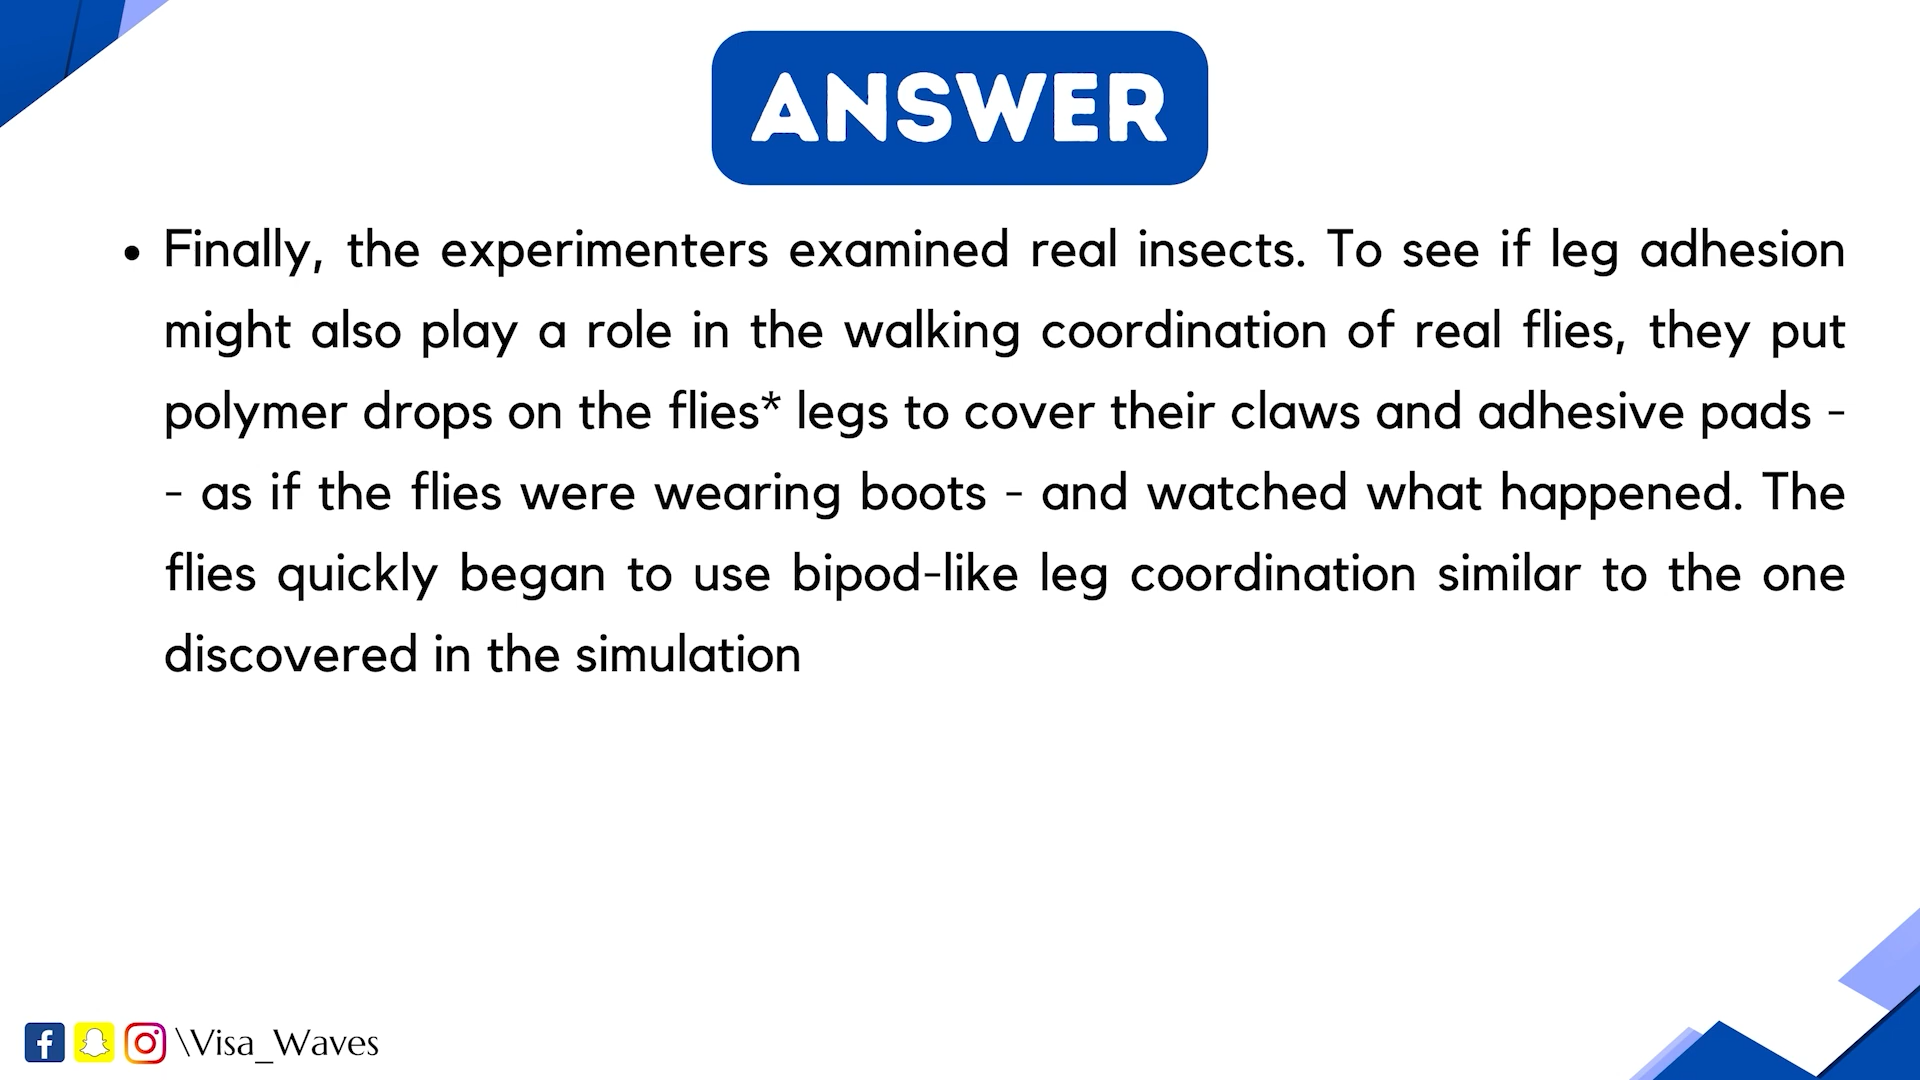 ANSWER
• Finally, the experimenters examined real insects. To see if leg adhesion
might also play a role in the walking coordination of real flies, they put
polymer drops on the flies* legs to cover their claws and adhesive pads -
- as if the flies were wearing boots - and watched what happened. The
flies quickly began to use bipod-like leg coordination similar to the one
discovered in the simulation
\Visa_Waves